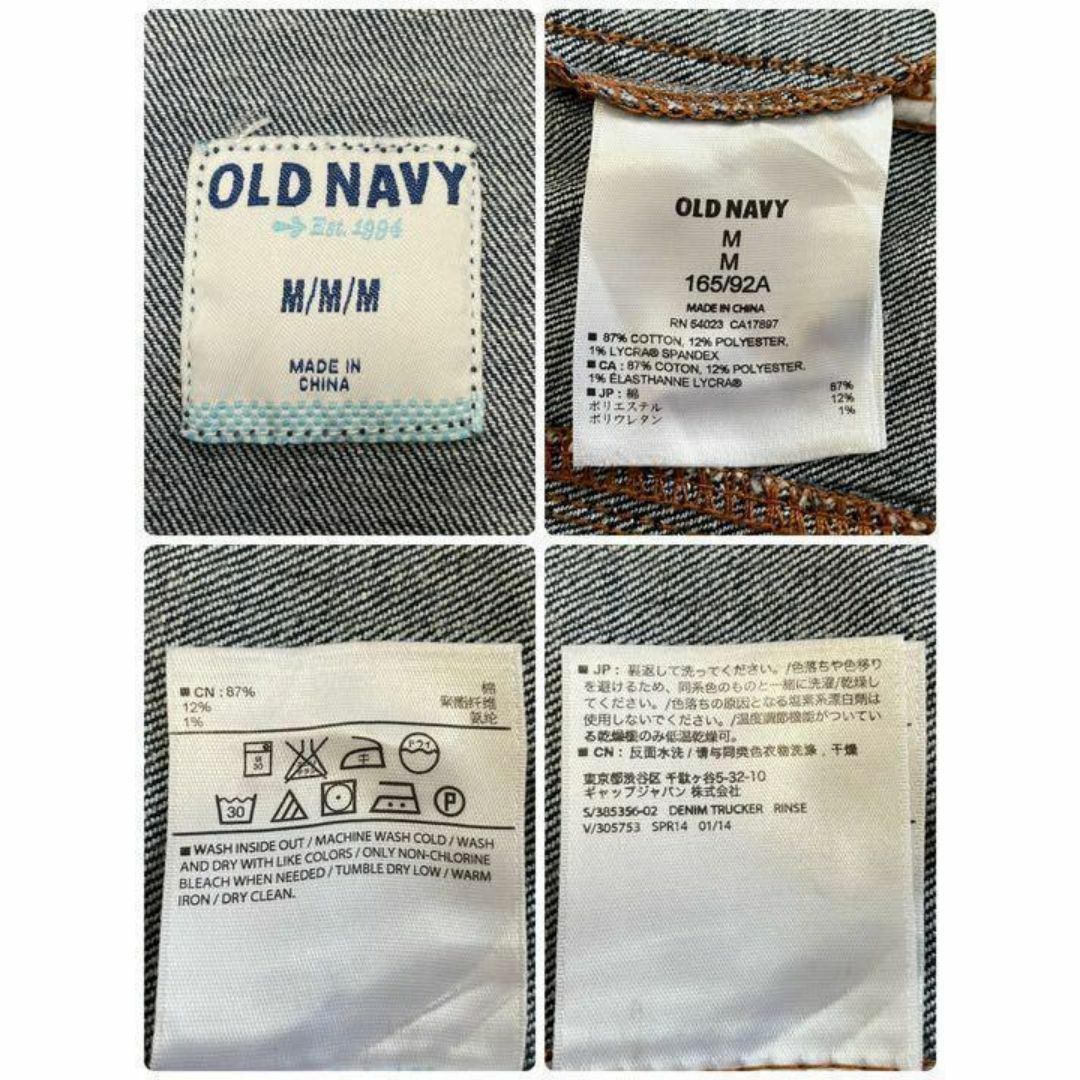 OLD NAVY
Est. 1994
M/M/M
MADE IN
CHINA
OLD NAVY
M
M
165/92A
MADE IN CHINA
RN 54023 CA17897
■ 87% COTTON, 12% POLYESTER,
1% LYCRA® SPANDEX
■ CA : 87% COTON, 12% POLYESTER,
1% ÉLASTHANNE LYCRA®
■ JP : 棉 87%
ポリエステル 12%
ポリウレタン 1%
■ CN : 87% 棉
12% 聚酯纤维
1% 氨纶
30
30
P
■ WASH INSIDE OUT / MACHINE WASH COLD / WASH
AND DRY WITH LIKE COLORS / ONLY NON-CHLORINE
BLEACH WHEN NEEDED / TUMBLE DRY LOW / WARM
IRON / DRY CLEAN.
■ JP : 裏返して洗ってください。/色落ちや色移り
を避けるため、同系色のものと一緒に洗濯/乾燥し
てください。/色落ちの原因となる塩素系漂白剤は
使用しないでください。/温度調節機能がついてい
る乾燥機のみ低温乾燥可。
■ CN : 反面水洗 / 请与同类色衣物洗涤 . 干燥
東京都渋谷区 千駄ヶ谷5-32-10
ギャップジャパン 株式会社
S/385356-02 DENIM TRUCKER RINSE
V/305753 SPR14 01/14